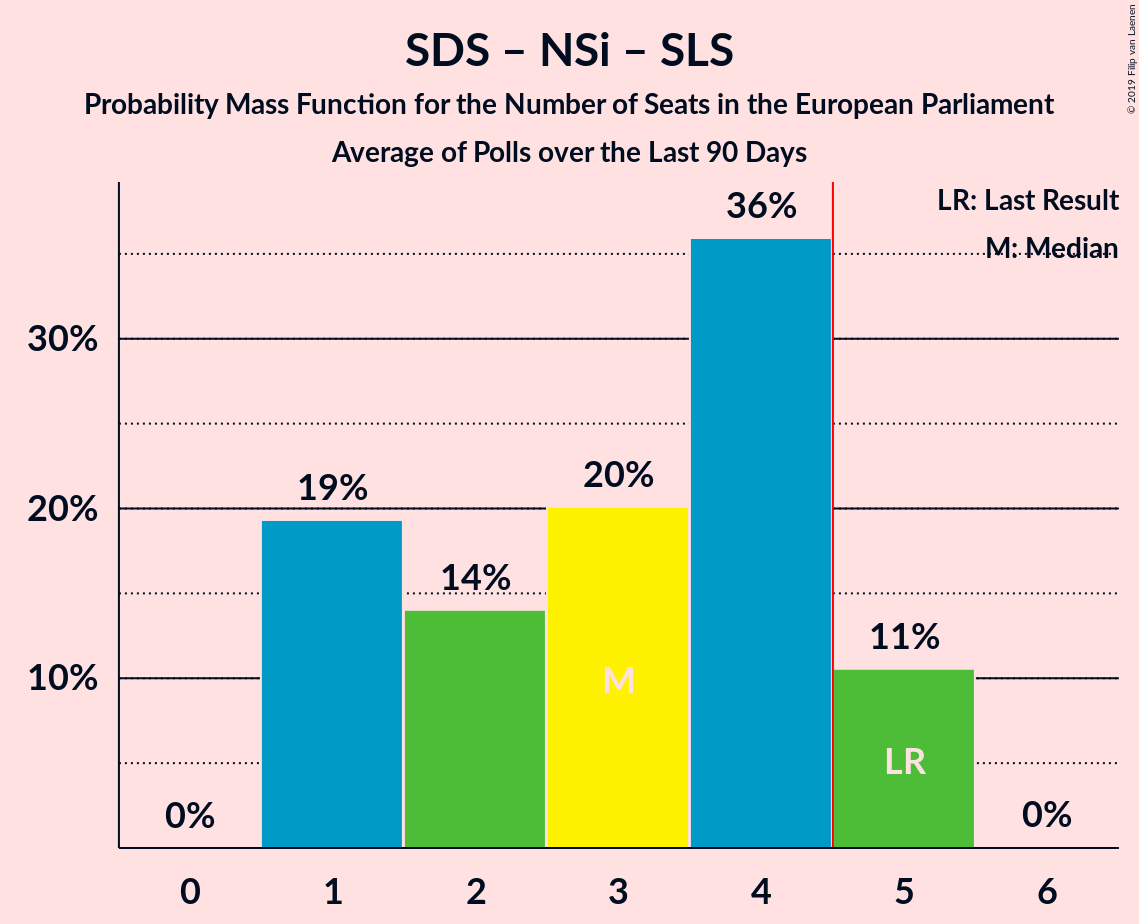 SDS – NSi – SLS
Probability Mass Function for the Number of Seats in the European Parliament
Average of Polls over the Last 90 Days
© 2019 Filip van Laenen
LR: Last Result
M: Median
36%
30%
20%
19%
20%
14%
11%
10%
M
LR
0%
0%
0 1 2 3 4 5 6